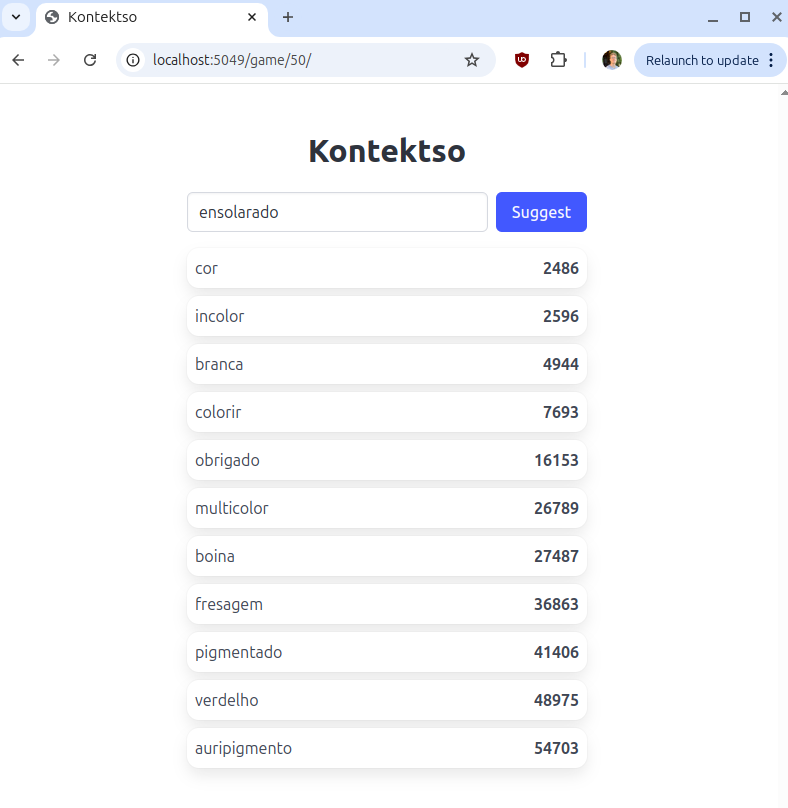 Kontektso
localhost:5049/game/50/
Relaunch to update
Kontektso
ensolarado Suggest
cor 2486
incolor 2596
branca 4944
colorir 7693
obrigado 16153
multicolor 26789
boina 27487
fresagem 36863
pigmentado 41406
verdelho 48975
auripigmento 54703